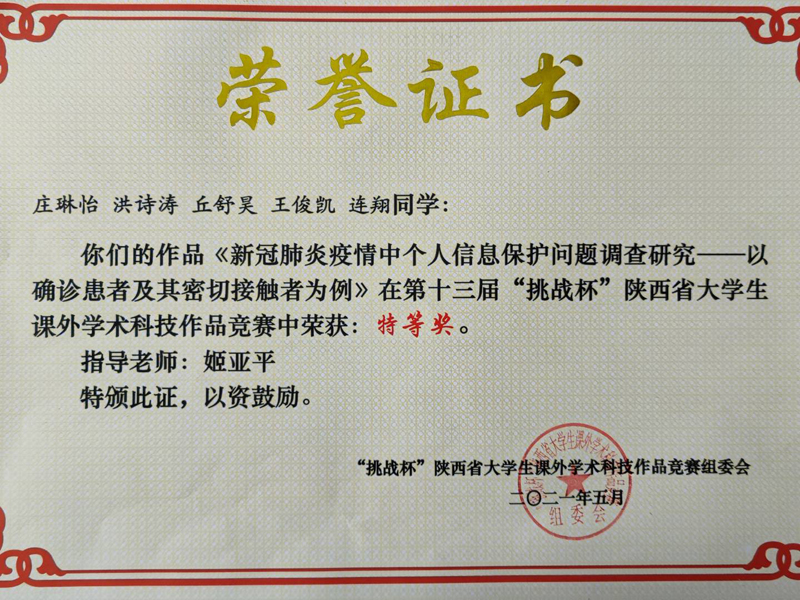 荣誉证书
庄琳怡 洪诗涛 丘舒昊 王俊凯 连翔同学：
你们的作品《新冠肺炎疫情中个人信息保护问题调查研究——以
确诊患者及其密切接触者为例》在第十三届“挑战杯”陕西省大学生
课外学术科技作品竞赛中荣获：特等奖。
指导老师：姬亚平
特颁此证，以资鼓励。
“挑战杯”陕西省大学生课外学术科技作品竞赛组委会
二〇二一年五月
组委会